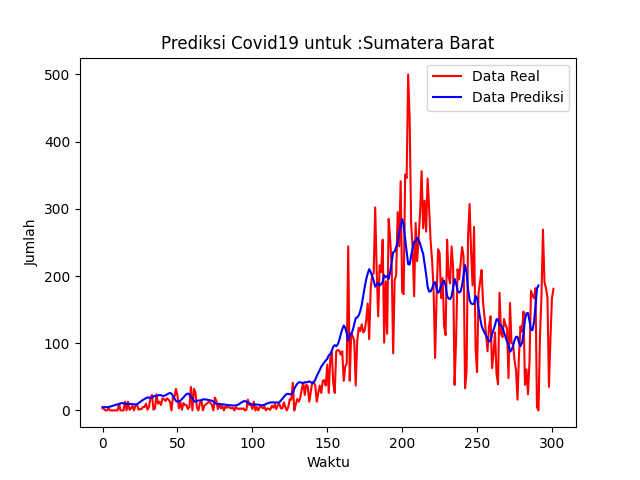 Prediksi Covid19 untuk :Sumatera Barat
Data Real
Data Prediksi
500
400
300
200
100
0
Jumlah
0 50 100 150 200 250 300
Waktu